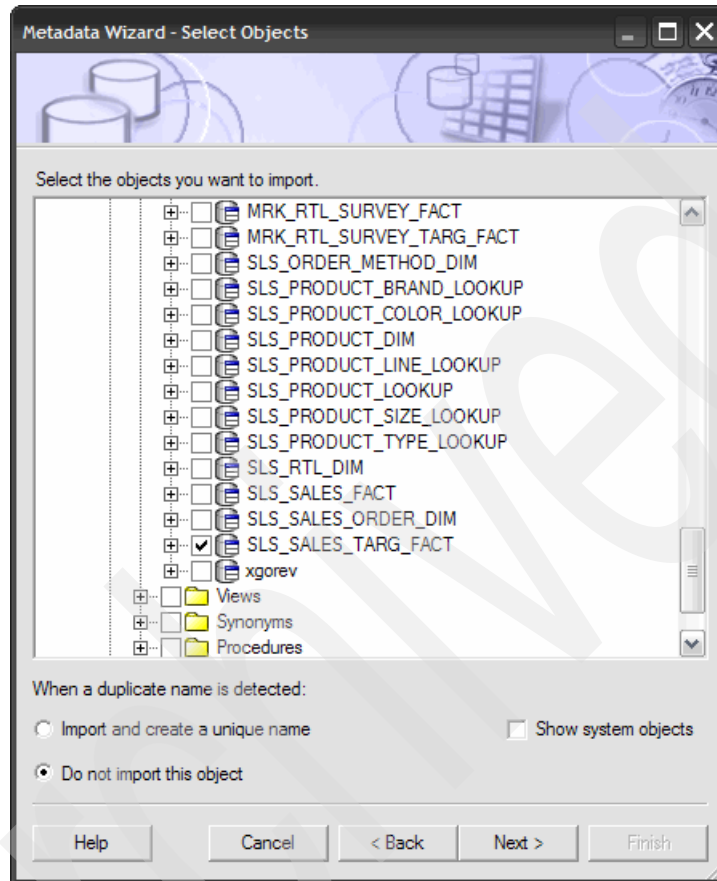 Metadata Wizard - Select Objects
Select the objects you want to import.
MRK_RTL_SURVEY_FACT
MRK_RTL_SURVEY_TARG_FACT
SLS_ORDER_METHOD_DIM
SLS_PRODUCT_BRAND_LOOKUP
SLS_PRODUCT_COLOR_LOOKUP
SLS_PRODUCT_DIM
SLS_PRODUCT_LINE_LOOKUP
SLS_PRODUCT_LOOKUP
SLS_PRODUCT_SIZE_LOOKUP
SLS_PRODUCT_TYPE_LOOKUP
SLS_RTL_DIM
SLS_SALES_FACT
SLS_SALES_ORDER_DIM
SLS_SALES_TARG_FACT
xgorev
Views
Synonyms
Procedures
When a duplicate name is detected:
Import and create a unique name Show system objects
Do not import this object
Help Cancel < Back Next > Finish